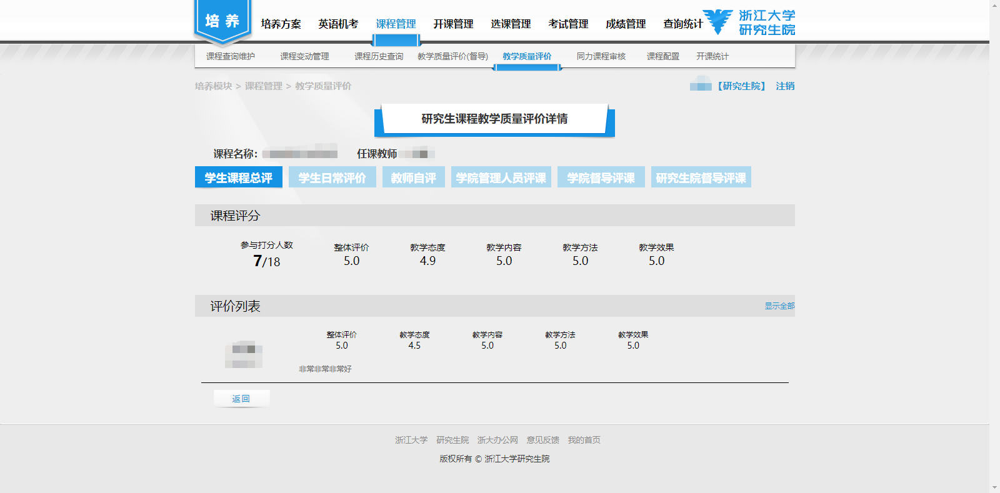 培 养
培养方案 英语机考 课程管理 开课管理 选课管理 考试管理 成绩管理 查询统计
浙江大学
研究生院
课程查询维护 课程变动管理 课程历史查询 教学质量评价(督导) 教学质量评价 同力课程审核 课程配置 开课统计
培养模块 > 课程管理 > 教学质量评价
【研究生院】 注销
研究生课程教学质量评价详情
课程名称: 任课教师
学生课程总评 学生日常评价 教师自评 学院管理人员评课 学院督导评课 研究生院督导评课
课程评分
参与打分人数 整体评价 教学态度 教学内容 教学方法 教学效果
7/18 5.0 4.9 5.0 5.0 5.0
评价列表 显示全部
整体评价 教学态度 教学内容 教学方法 教学效果
5.0 4.5 5.0 5.0 5.0
非常非常非常好
返回
浙江大学 研究生院 浙大办公网 意见反馈 我的首页
版权所有 © 浙江大学研究生院